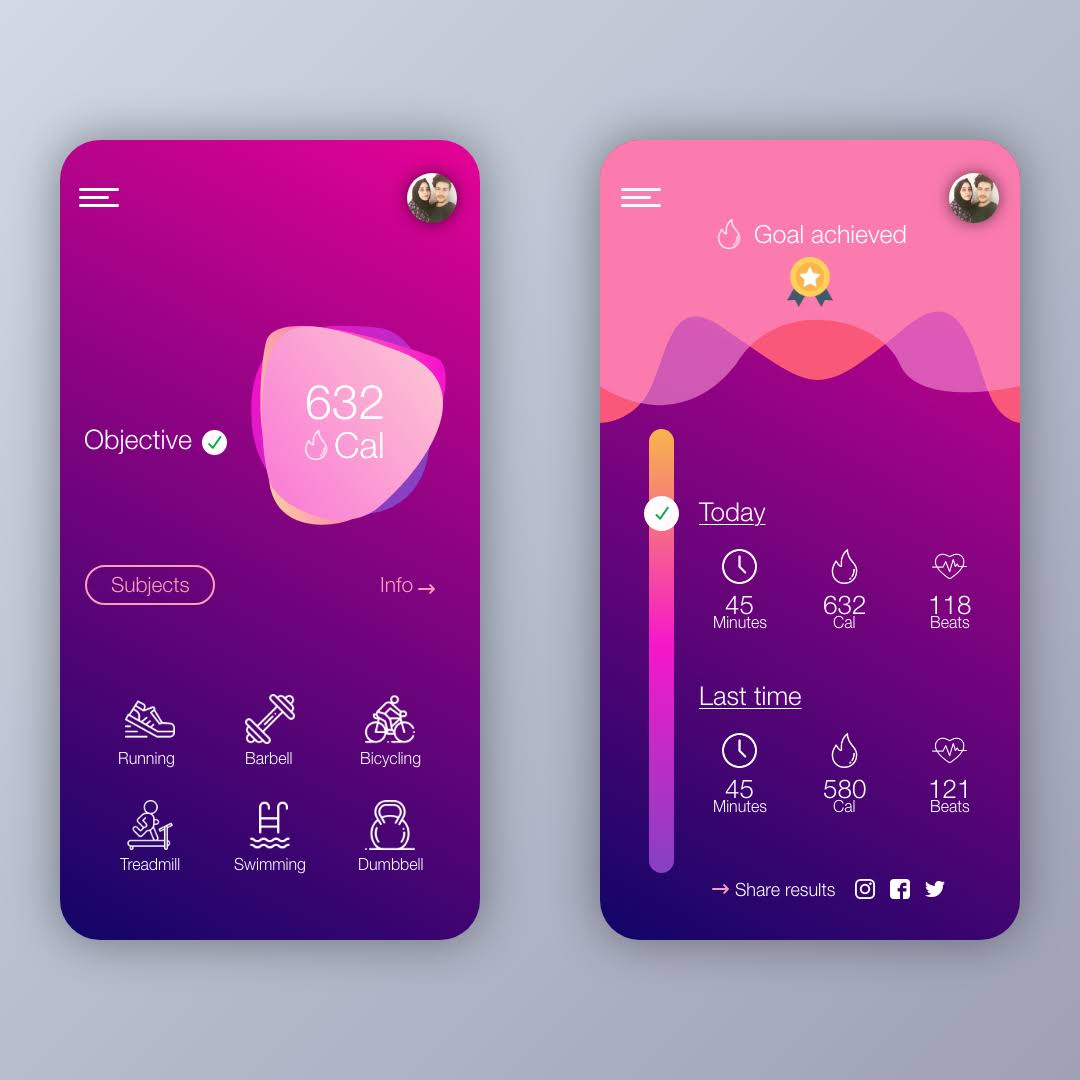 632
Cal
Objective
Subjects
Info
Running
Barbell
Bicycling
Treadmill
Swimming
Dumbbell
Goal achieved
Today
45
Minutes
632
Cal
118
Beats
Last time
45
Minutes
580
Cal
121
Beats
Share results